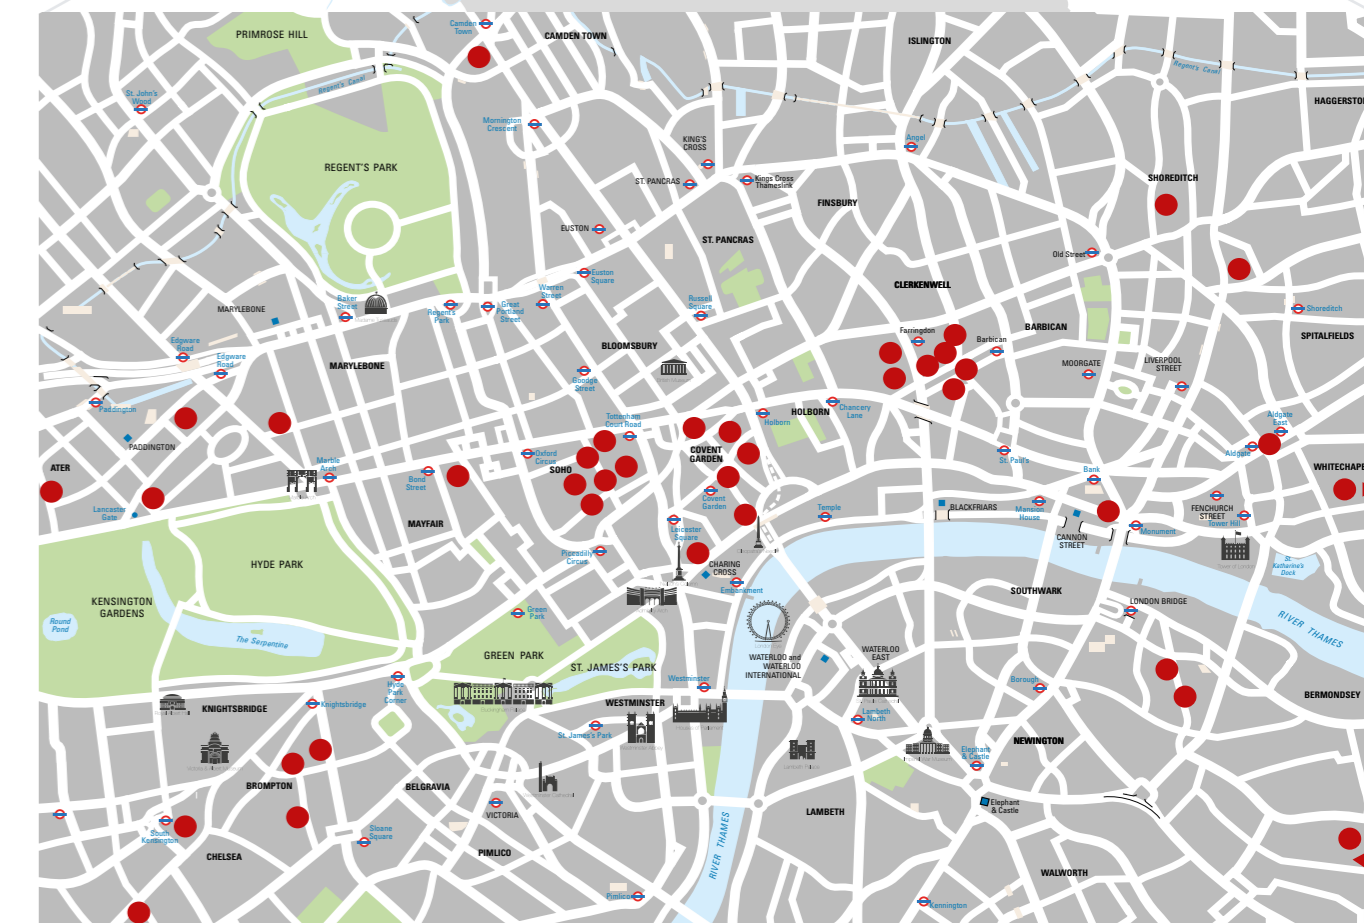 Camden
Town
PRIMROSE HILL
CAMDEN TOWN
ISLINGTON
Regent's Canal
Regent's Canal
St. John's
Wood
HAGGERSTO
Mornington
Crescent
KING'S
CROSS
Angel
REGENT'S PARK
ST. PANCRAS
Kings Cross
Thameslink
SHOREDITCH
FINSBURY
EUSTON
ST. PANCRAS
Old Street
Euston
Square
CLERKENWELL
Warren
Street
Baker
Street
Russell
Square
MARYLEBONE
Regent's
Park
Great
Portland
Street
Shoreditch
Farringdon
BARBICAN
Barbican
SPITALFIELDS
Edgware
Road
BLOOMSBURY
Edgware
Road
MARYLEBONE
MOORGATE
LIVERPOOL
STREET
Goodge
Street
Paddington
Chancery
Lane
HOLBORN
Holborn
Tottenham
Court Road
Aldgate
East
PADDINGTON
Oxford
Circus
COVENT
GARDEN
St. Paul's
Aldgate
ATER
Marble
Arch
SOHO
Bank
WHITECHAPE
Bond
Street
Covent
Garden
Lancaster
Gate
Temple
BLACKFRIARS
Mansion
House
FENCHURCH
STREET
Tower Hill
MAYFAIR
Leicester
Square
Monument
CANNON
STREET
Piccadilly
Circus
HYDE PARK
CHARING
CROSS
St.
Katharine's
Dock
Embankment
SOUTHWARK
KENSINGTON
GARDENS
LONDON BRIDGE
Green
Park
Round
Pond
The Serpentine
RIVER THAMES
GREEN PARK
ST. JAMES'S PARK
WATERLOO and
WATERLOO
INTERNATIONAL
WATERLOO
EAST
Westminster
Borough
Hyde
Park
Corner
BERMONDSEY
KNIGHTSBRIDGE
Knightsbridge
WESTMINSTER
Lambeth
North
St. James's Park
NEWINGTON
Elephant
& Castle
BROMPTON
BELGRAVIA
Elephant
& Castle
VICTORIA
LAMBETH
South
Kensington
Sloane
Square
RIVER THAMES
CHELSEA
PIMLICO
WALWORTH
Pimlico
Kennington